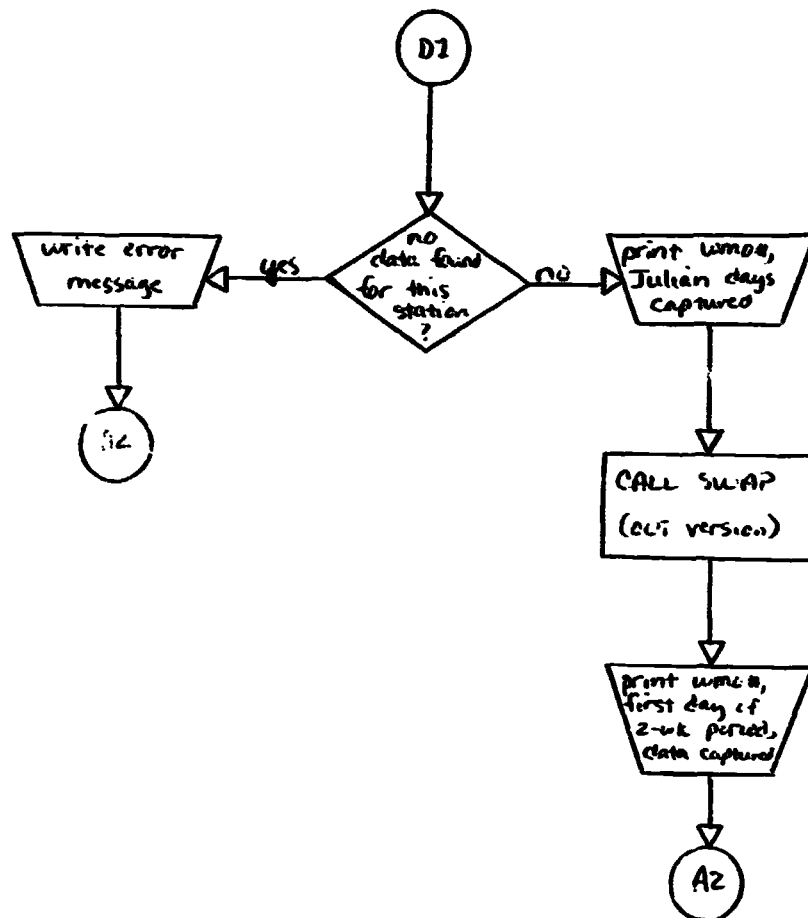 D1
no
data found
for this
station
?
yes
no
write error
message
print wmo#,
Julian days
captured
CALL SWAP
(out version)
print wmo#,
first day of
2-wk period,
data captured
A2